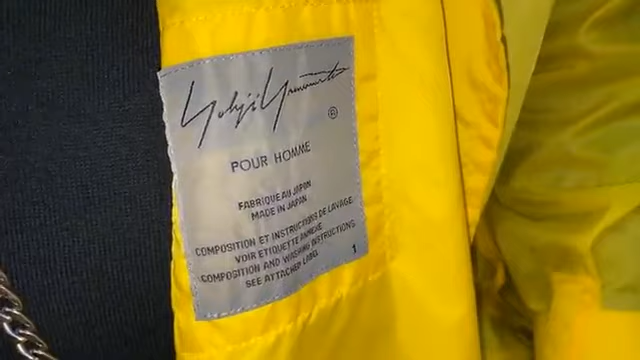 Yohji Yamamoto
®
POUR HOMME
FABRIQUE AU JAPON
MADE IN JAPAN
COMPOSITION ET INSTRUCTIONS DE LAVAGE
VOIR ETIQUETTE ANNEXE
COMPOSITION AND WASHING INSTRUCTIONS
SEE ATTACHED LABEL
1